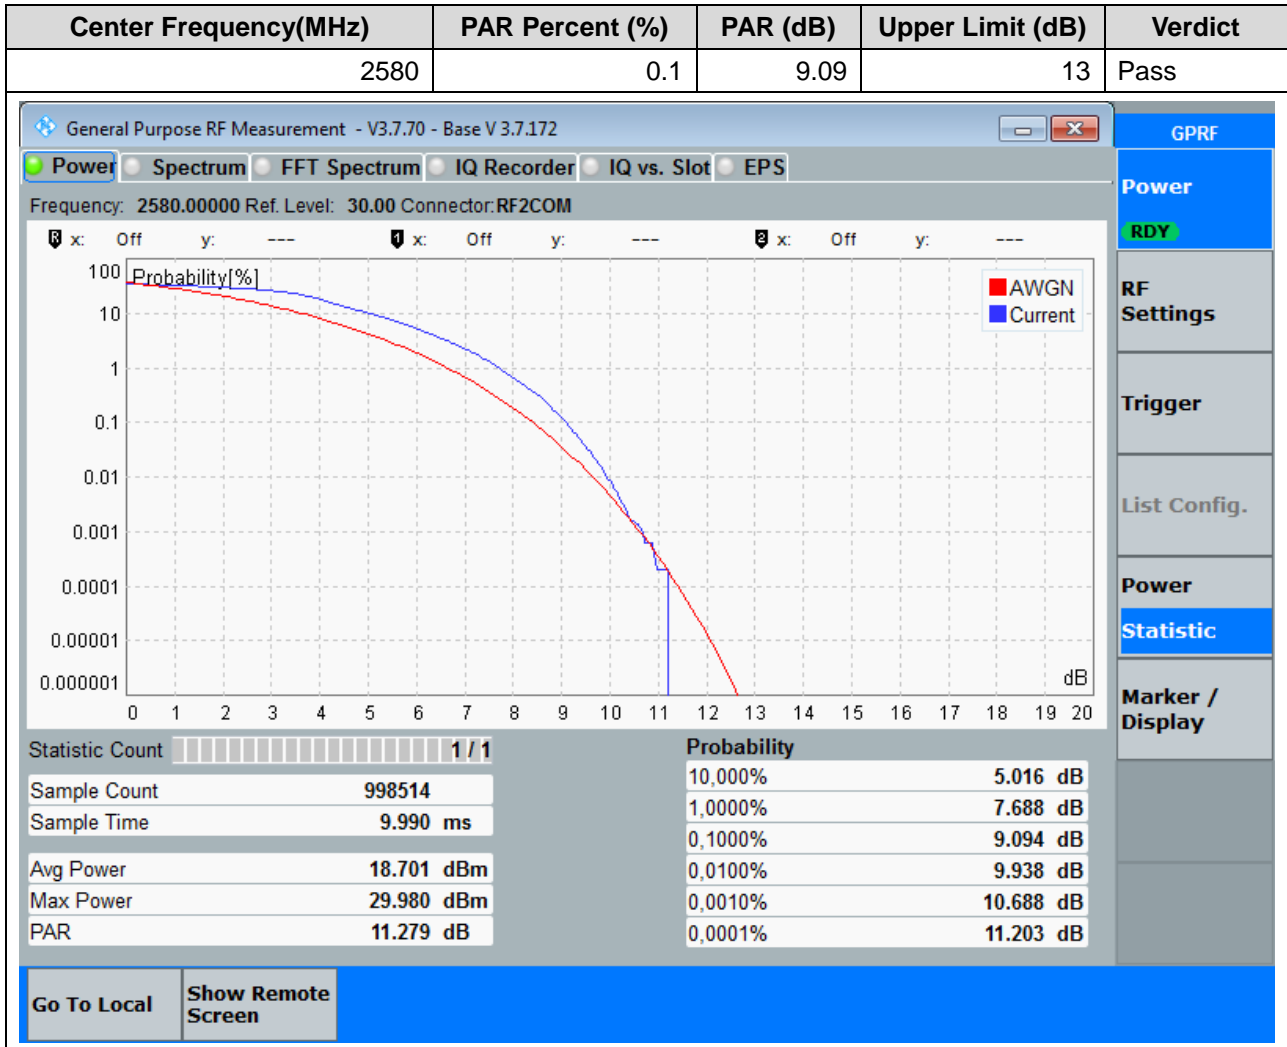 Center Frequency(MHz) PAR Percent (%) PAR (dB) Upper Limit (dB) Verdict
2580 0.1 9.09 13 Pass
General Purpose RF Measurement - V3.7.70 - Base V 3.7.172
GPRF
Power Spectrum FFT Spectrum IQ Recorder IQ vs. Slot EPS
Frequency: 2580.00000 Ref. Level: 30.00 Connector:RF2COM
R x: Off y: --- 1 x: Off y: --- 2 x: Off y: ---
Probability[%]
100
10
1
0.1
0.01
0.001
0.0001
0.00001
0.000001
AWGN
Current
dB
0 1 2 3 4 5 6 7 8 9 10 11 12 13 14 15 16 17 18 19 20
Statistic Count 1 / 1
Sample Count 998514
Sample Time 9.990 ms
Avg Power 18.701 dBm
Max Power 29.980 dBm
PAR 11.279 dB
Probability
10,000% 5.016 dB
1,0000% 7.688 dB
0,1000% 9.094 dB
0,0100% 9.938 dB
0,0010% 10.688 dB
0,0001% 11.203 dB
Power
RDY
RF
Settings
Trigger
List Config.
Power
Statistic
Marker /
Display
Go To Local
Show Remote
Screen